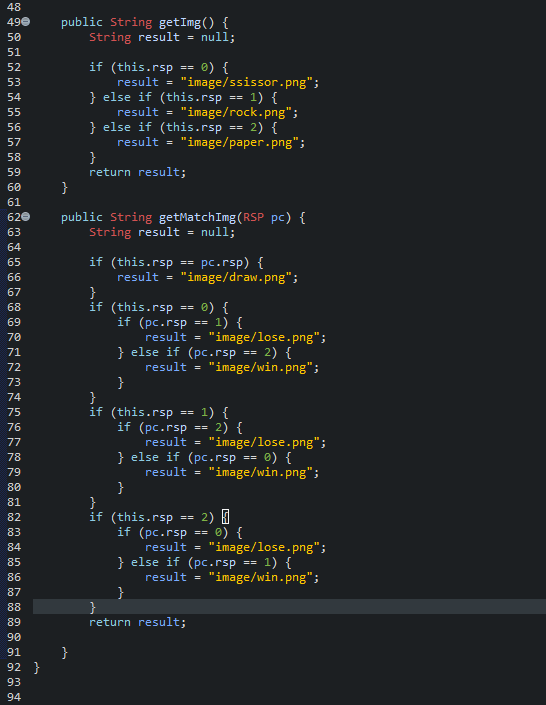 48
49    public String getImg() {
50        String result = null;
51
52        if (this.rsp == 0) {
53            result = "image/ssissor.png";
54        } else if (this.rsp == 1) {
55            result = "image/rock.png";
56        } else if (this.rsp == 2) {
57            result = "image/paper.png";
58        }
59        return result;
60    }
61
62    public String getMatchImg(RSP pc) {
63        String result = null;
64
65        if (this.rsp == pc.rsp) {
66            result = "image/draw.png";
67        }
68        if (this.rsp == 0) {
69            if (pc.rsp == 1) {
70                result = "image/lose.png";
71            } else if (pc.rsp == 2) {
72                result = "image/win.png";
73            }
74        }
75        if (this.rsp == 1) {
76            if (pc.rsp == 2) {
77                result = "image/lose.png";
78            } else if (pc.rsp == 0) {
79                result = "image/win.png";
80            }
81        }
82        if (this.rsp == 2) {
83            if (pc.rsp == 0) {
84                result = "image/lose.png";
85            } else if (pc.rsp == 1) {
86                result = "image/win.png";
87            }
88        }
89        return result;
90
91    }
92 }
93
94